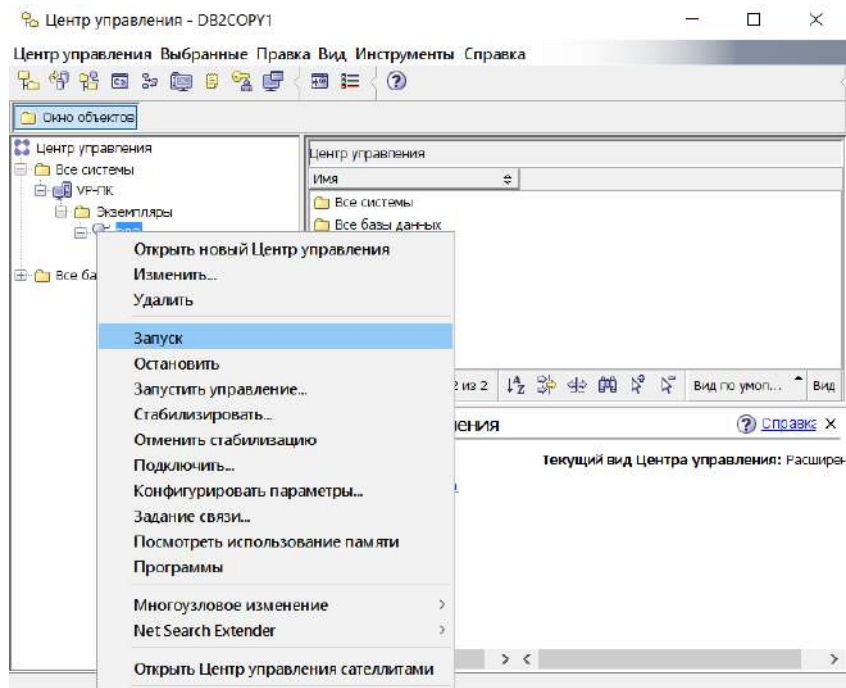 Центр управления - DB2COPY1
Центр управления Выбранные Правка Вид Инструменты Справка
Окно объектов
Центр управления
Все системы
VP-ПК
Экземпляры
Все ба
Центр управления
Имя
Все системы
Все базы данных
Открыть новый Центр управления
Изменить...
Удалить
Запуск
Остановить
Запустить управление...
Стабилизировать...
Отменить стабилизацию
Подключить...
Конфигурировать параметры...
Задание связи...
Посмотреть использование памяти
Программы
Многоузловое изменение
Net Search Extender
Открыть Центр управления сателлитами
2 из 2 Вид по умол... Вид
ения Справка
Текущий вид Центра управления: Расширен